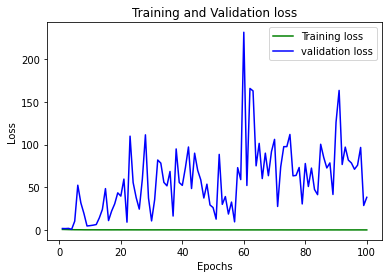 Training and Validation loss
Training loss
validation loss
200
150
100
50
0
Loss
0
20
40
60
80
100
Epochs